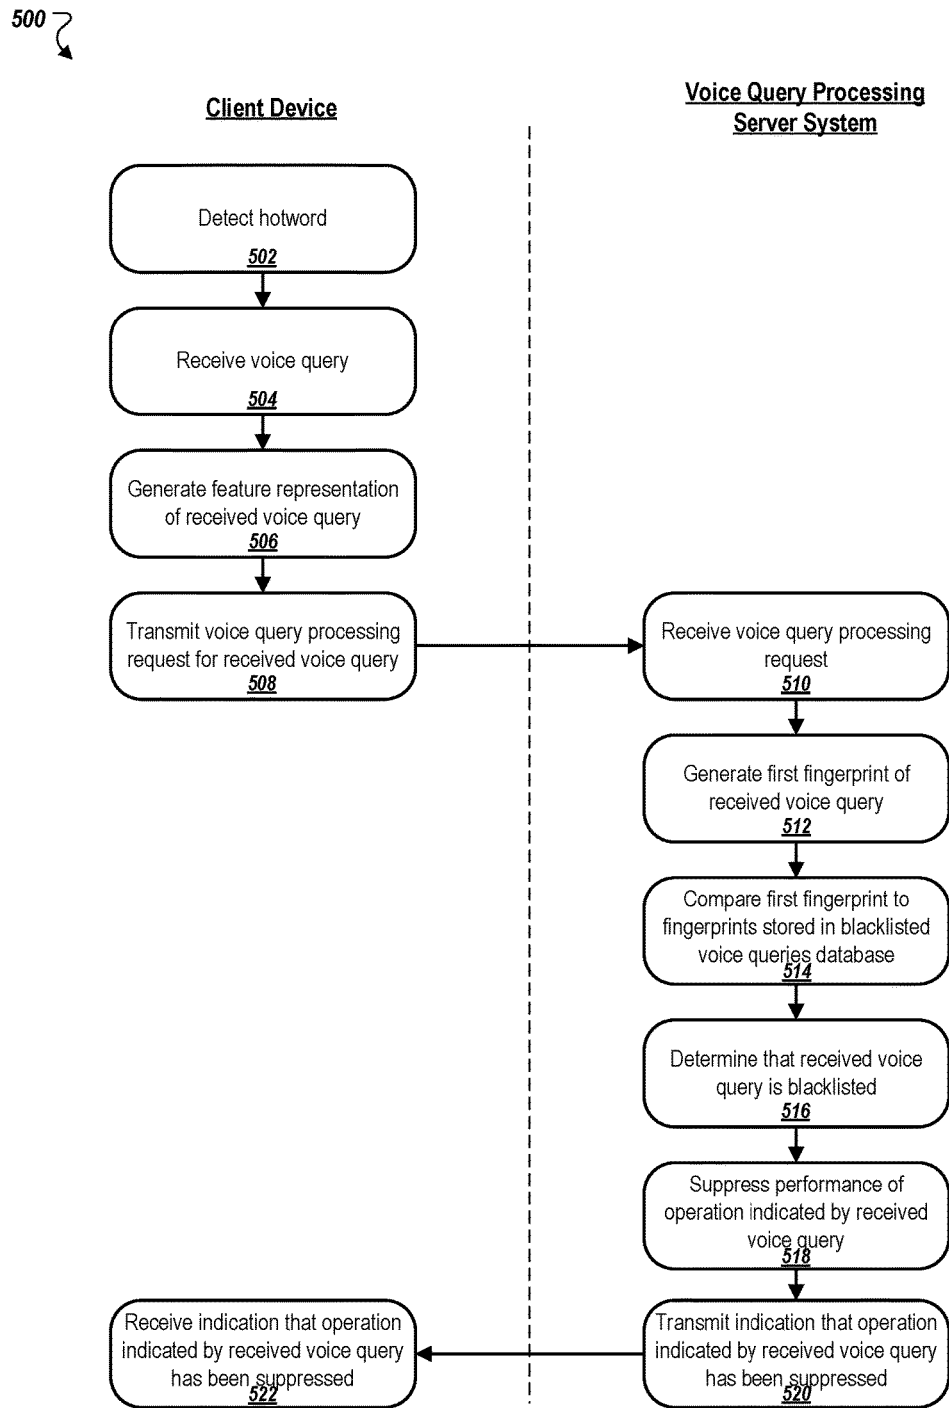 500
Client Device
Voice Query Processing
Server System
Detect hotword
502
Receive voice query
504
Generate feature representation
of received voice query
506
Transmit voice query processing
request for received voice query
508
Receive voice query processing
request
510
Generate first fingerprint of
received voice query
512
Compare first fingerprint to
fingerprints stored in blacklisted
voice queries database
514
Determine that received voice
query is blacklisted
516
Suppress performance of
operation indicated by received
voice query
518
Transmit indication that operation
indicated by received voice query
has been suppressed
520
Receive indication that operation
indicated by received voice query
has been suppressed
522